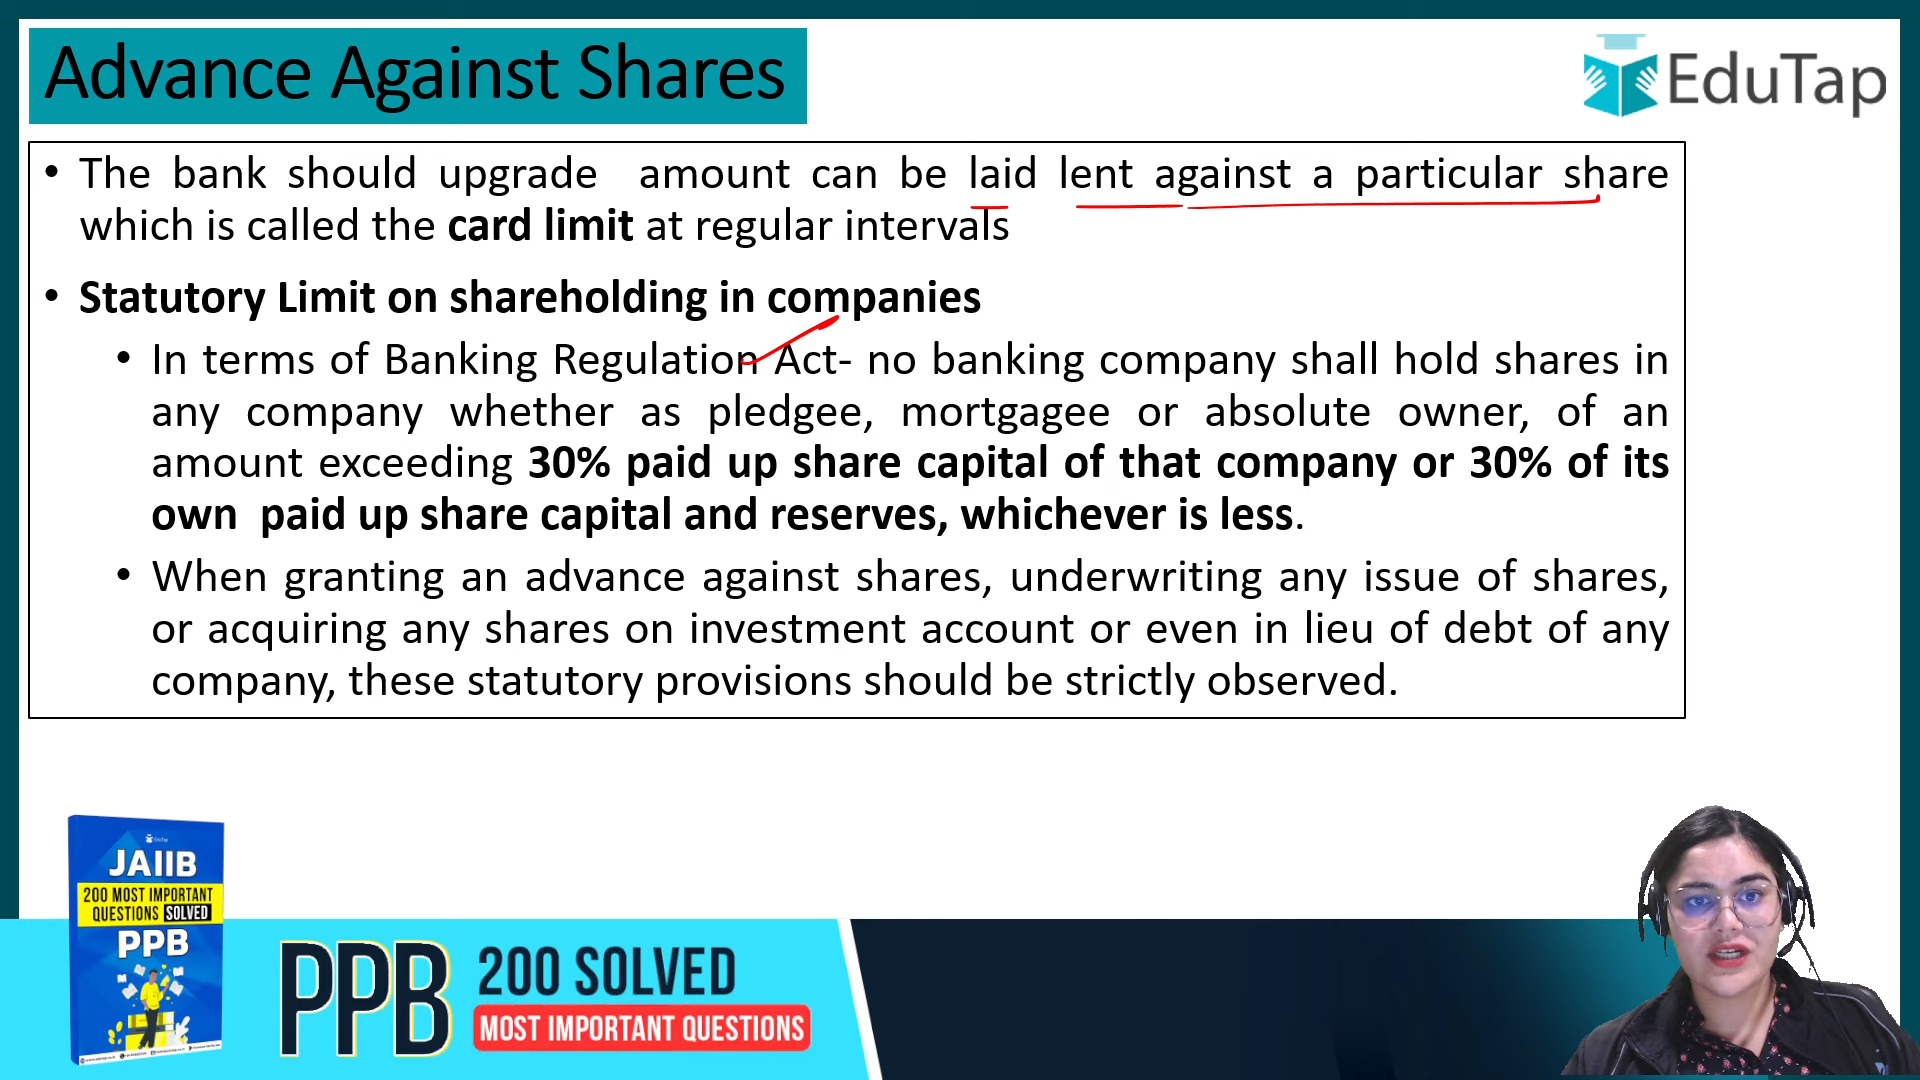 Advance Against Shares
EduTap
• The bank should upgrade amount can be laid lent against a particular share
which is called the card limit at regular intervals
• Statutory Limit on shareholding in companies
• In terms of Banking Regulation Act- no banking company shall hold shares in
any company whether as pledgee, mortgagee or absolute owner, of an
amount exceeding 30% paid up share capital of that company or 30% of its
own paid up share capital and reserves, whichever is less.
• When granting an advance against shares, underwriting any issue of shares,
or acquiring any shares on investment account or even in lieu of debt of any
company, these statutory provisions should be strictly observed.
JAIIB
200 MOST IMPORTANT
QUESTIONS SOLVED
PPB
PPB
200 SOLVED
MOST IMPORTANT QUESTIONS